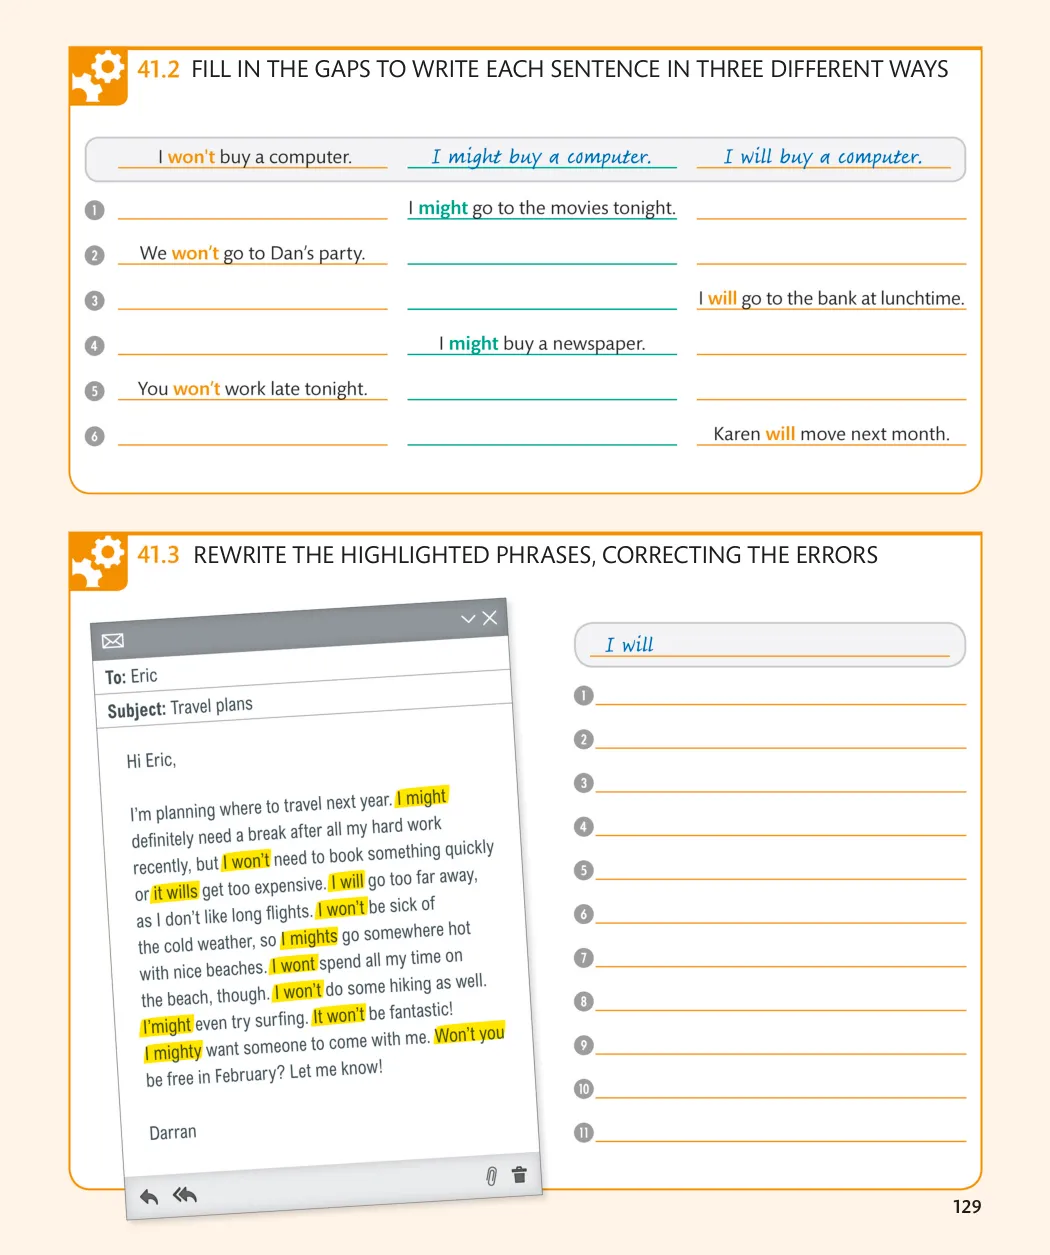 41.2 FILL IN THE GAPS TO WRITE EACH SENTENCE IN THREE DIFFERENT WAYS
I won't buy a computer. I might buy a computer. I will buy a computer.
1 I might go to the movies tonight.
2 We won’t go to Dan’s party.
3 I will go to the bank at lunchtime.
4 I might buy a newspaper.
5 You won’t work late tonight.
6 Karen will move next month.
41.3 REWRITE THE HIGHLIGHTED PHRASES, CORRECTING THE ERRORS
To: Eric
Subject: Travel plans
Hi Eric,
I’m planning where to travel next year. I might
definitely need a break after all my hard work
recently, but I won’t need to book something quickly
or it wills get too expensive. I will go too far away,
as I don’t like long flights. I won’t be sick of
the cold weather, so I mights go somewhere hot
with nice beaches. I wont spend all my time on
the beach, though. I won’t do some hiking as well.
I’might even try surfing. It won’t be fantastic!
I mighty want someone to come with me. Won’t you
be free in February? Let me know!
Darran
I will
1
2
3
4
5
6
7
8
9
10
11
129